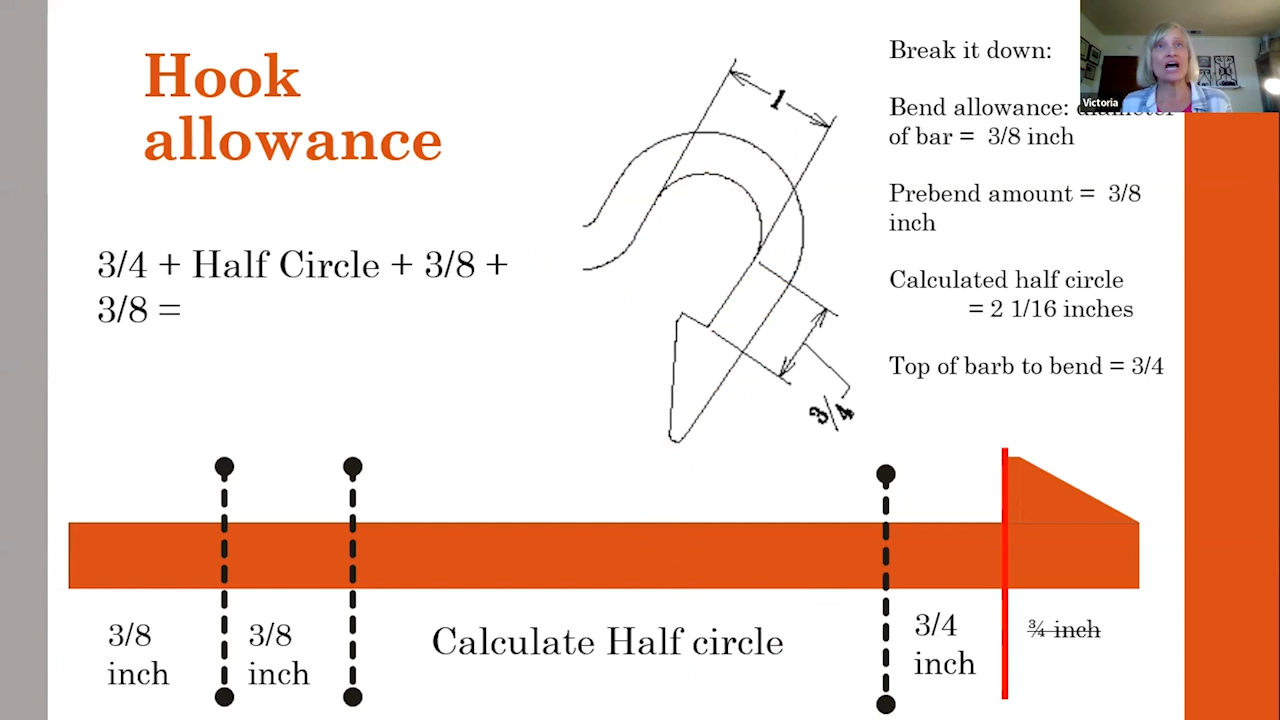 Hook
allowance
3/4 + Half Circle + 3/8 +
3/8 =
1
3/4
Break it down:
Bend allowance: diameter
of bar = 3/8 inch
Prebend amount = 3/8
inch
Calculated half circle
= 2 1/16 inches
Top of barb to bend = 3/4
Victoria
3/8
inch
3/8
inch
Calculate Half circle
3/4
inch
¾ inch